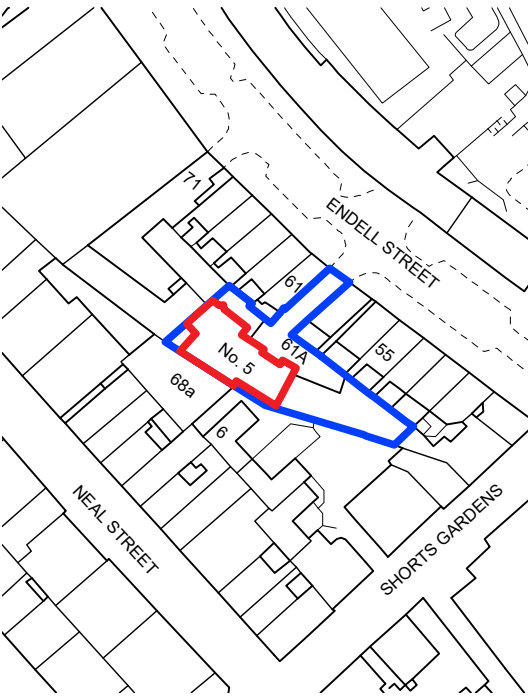 71
ENDELL STREET
61
61A
55
No. 5
68a
6
NEAL STREET
SHORTS GARDENS